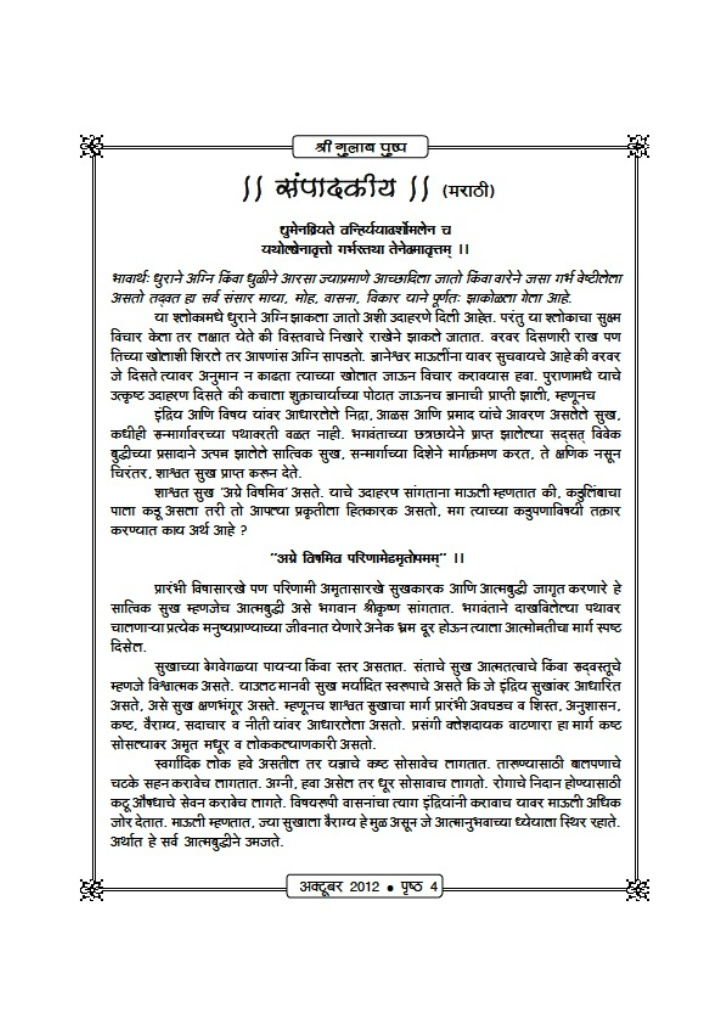 श्री गुलाब पुष्प
।। संपादकीय ।। (मराठी)
धुमेनव्रियते वन्हिर्ययादर्शोमलेन च
यथोल्बेनावृत्तो गर्भस्तथा तेनेदमावृत्तम् ।।
भावार्थः धुराने अग्नि किंवा धुळीने आरसा ज्याप्रमाणे आच्छादिला जातो किंवा वारेने जसा गर्भ वेष्टीलेला
असतो तद्वत हा सर्व संसार माया, मोह, वासना, विकार याने पूर्णतः झाकोळला गेला आहे.
या श्लोकामधे धुराने अग्नि झाकला जातो अशी उदाहरणे दिली आहेत. परंतु या श्लोकाचा सुक्ष्म
विचार केला तर लक्षात येते की विस्तवाचे निखारे राखेने झाकले जातात. वरवर दिसणारी राख पण
तिच्या खोलाशी शिरले तर आपणांस अग्नि सापडतो. ज्ञानेश्वर माऊलींना यावर सुचवायचे आहे की वरवर
जे दिसते त्यावर अनुमान न काढता त्याच्या खोलात जाऊन विचार करावयास हवा. पुराणामधे याचे
उत्कृष्ट उदाहरण दिसते की कचाला शुक्राचार्याच्या पोटात जाऊनच ज्ञानाची प्राप्ती झाली, म्हणूनच
इंद्रिय आणि विषय यांवर आधारलेले निद्रा, आळस आणि प्रमाद यांचे आवरण असलेले सुख,
कधीही सन्मार्गावरच्या पथावरती वळत नाही. भगवंताच्या छत्रछायेने प्राप्त झालेल्या सद्सत् विवेक
बुद्धीच्या प्रसादाने उत्पन्न झालेले सात्विक सुख, सन्मार्गाच्या दिशेने मार्गक्रमण करत, ते क्षणिक नसून
चिरंतर, शाश्वत सुख प्राप्त करून देते.
शाश्वत सुख 'अग्रे विषमिव' असते. याचे उदाहरण सांगताना माऊली म्हणतात की, कडुलिंबाचा
पाला कडू असला तरी तो आपल्या प्रकृतीला हितकारक असतो, मग त्याच्या कडुपणाविषयी तक्रार
करण्यात काय अर्थ आहे ?
"अग्रे विषमिव परिणामेडमृतोपमम्" ।।
प्रारंभी विषासारखे पण परिणामी अमृतासारखे सुखकारक आणि आत्मबुद्धी जागृत करणारे हे
सात्विक सुख म्हणजेच आत्मबुद्धी असे भगवान श्रीकृष्ण सांगतात. भगवंताने दाखविलेल्या पथावर
चालणाऱ्या प्रत्येक मनुष्यप्राण्याच्या जीवनात येणारे अनेक भ्रम दूर होऊन त्याला आत्मोन्नतीचा मार्ग स्पष्ट
दिसेल.
सुखाच्या वेगवेगळ्या पायऱ्या किंवा स्तर असतात. संताचे सुख आत्मतत्वाचे किंवा सद्वस्तूचे
म्हणजे विश्वात्मक असते. याउलट मानवी सुख मर्यादित स्वरूपाचे असते कि जे इंद्रिय सुखांवर आधारित
असते, असे सुख क्षणभंगूर असते. म्हणूनच शाश्वत सुखाचा मार्ग प्रारंभी अवघडच व शिस्त, अनुशासन,
कष्ट, वैराग्य, सदाचार व नीती यांवर आधारलेला असतो. प्रसंगी क्लेशदायक वाटणारा हा मार्ग कष्ट
सोसल्यावर अमृत मधूर व लोककल्याणकारी असतो.
स्वर्गादिक लोक हवे असतील तर यज्ञाचे कष्ट सोसावेच लागतात. तारुण्यासाठी बालपणाचे
चटके सहन करावेच लागतात. अग्नी, हवा असेल तर धूर सोसावाच लागतो. रोगाचे निदान होण्यासाठी
कटू औषधाचे सेवन करावेच लागते. विषयरूपी वासनांचा त्याग इंद्रियांनी करावाच यावर माऊली अधिक
जोर देतात. माऊली म्हणतात, ज्या सुखाला वैराग्य हे मुळ असून जे आत्मानुभवाच्या ध्येयाला स्थिर रहाते.
अर्थात हे सर्व आत्मबुद्धीने उमजते.
अक्टूबर 2012 ● पृष्ठ 4